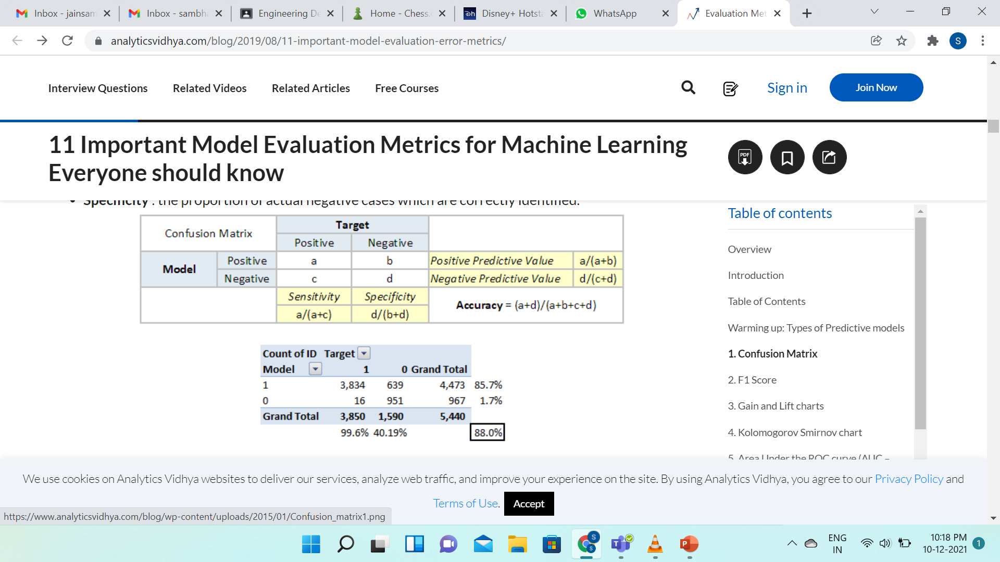 Inbox - jainsam
Inbox - sambha
Engineering De
Home - Chess.
Disney+ Hotsta
WhatsApp
Evaluation Met
analyticsvidhya.com/blog/2019/08/11-important-model-evaluation-error-metrics/
S
Interview Questions
Related Videos
Related Articles
Free Courses
Sign in
Join Now
11 Important Model Evaluation Metrics for Machine Learning
Everyone should know
PDF
• Specificity : the proportion of actual negative cases which are correctly identified.
Confusion Matrix
Target
Positive
Negative
Model
Positive
a
b
Positive Predictive Value
a/(a+b)
Negative
c
d
Negative Predictive Value
d/(c+d)
Sensitivity
Specificity
Accuracy = (a+d)/(a+b+c+d)
a/(a+c)
d/(b+d)
Count of ID Target
Model 1 0 Grand Total
1 3,834 639 4,473 85.7%
0 16 951 967 1.7%
Grand Total 3,850 1,590 5,440
99.6% 40.19% 88.0%
Table of contents
Overview
Introduction
Table of Contents
Warming up: Types of Predictive models
1. Confusion Matrix
2. F1 Score
3. Gain and Lift charts
4. Kolomogorov Smirnov chart
5. Area Under the ROC curve (AUC –
We use cookies on Analytics Vidhya websites to deliver our services, analyze web traffic, and improve your experience on the site. By using Analytics Vidhya, you agree to our Privacy Policy and
Terms of Use. Accept
https://www.analyticsvidhya.com/blog/wp-content/uploads/2015/01/Confusion_matrix1.png
ENG
IN
10:18 PM
10-12-2021
1